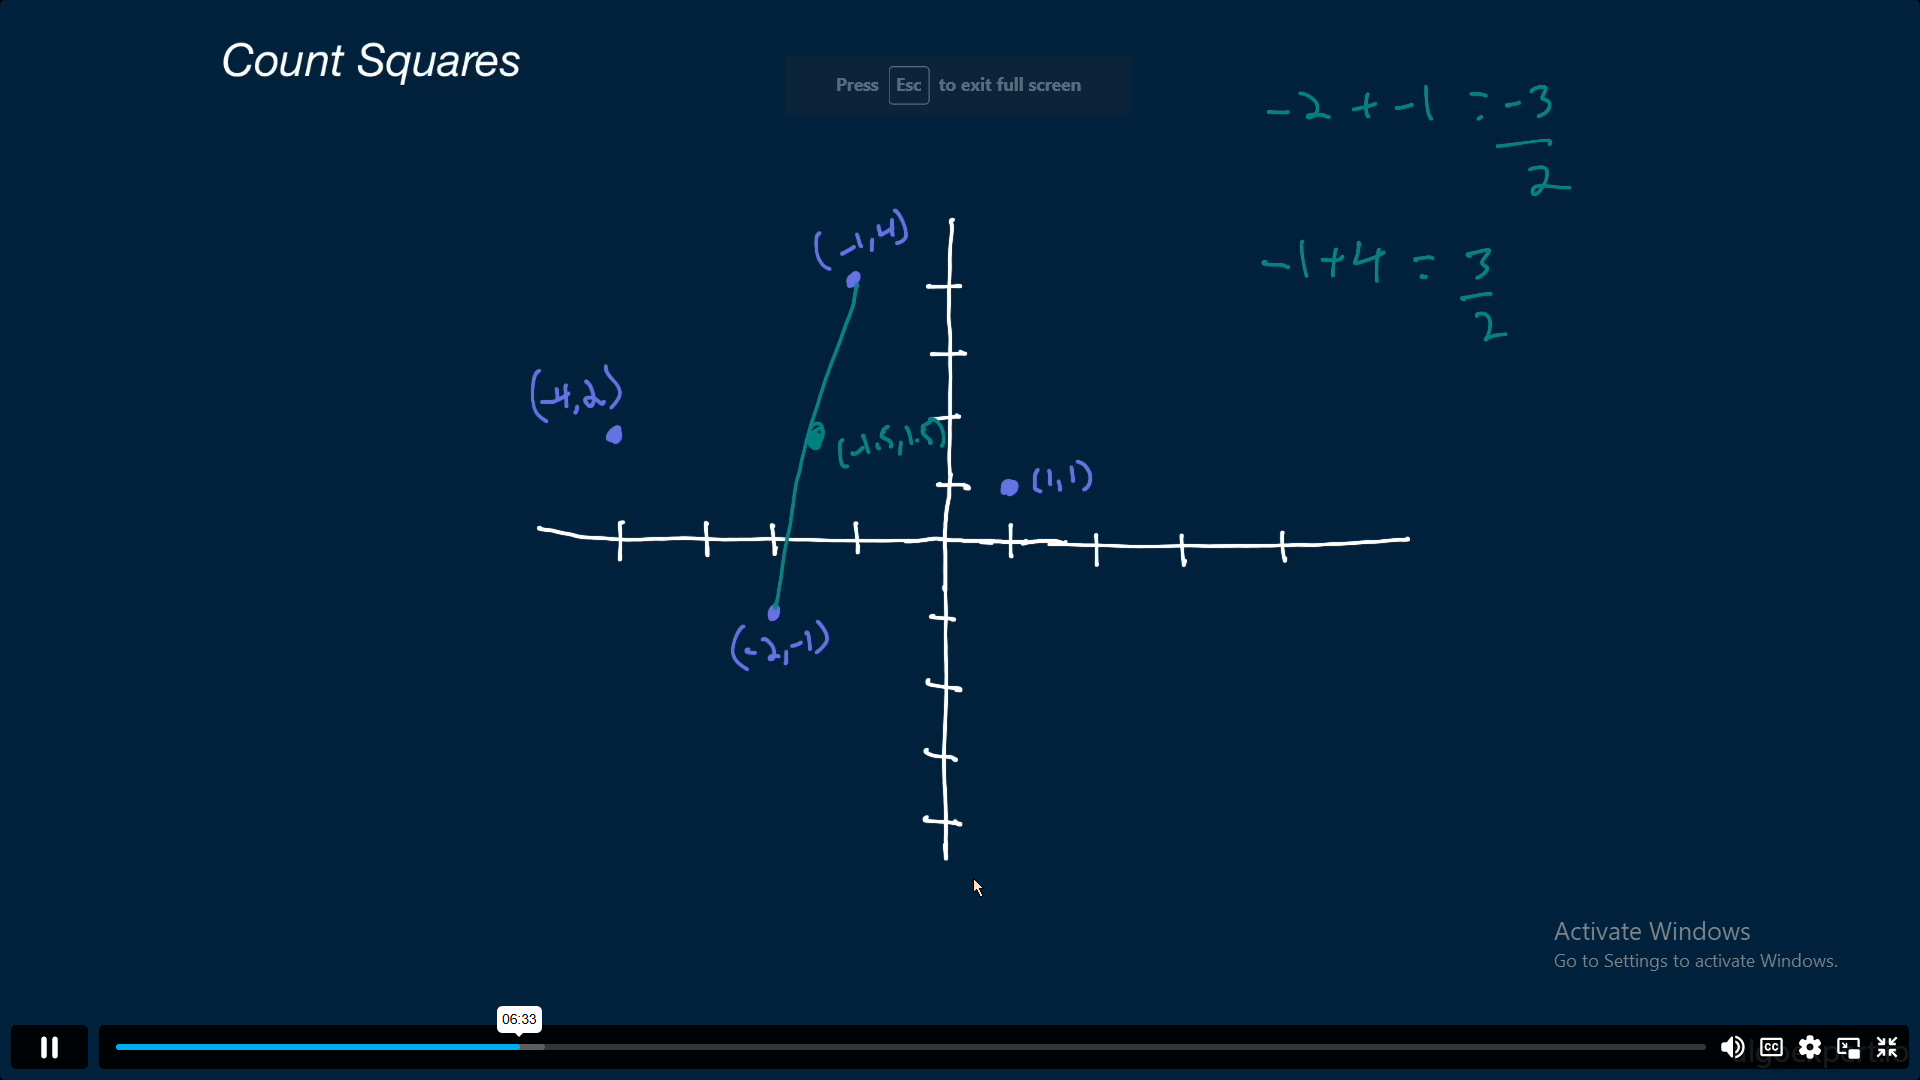 Count Squares
Press Esc to exit full screen
-2 + -1 = -3
2
-1+4 = 3
2
(-1,4)
(-4,2)
(-1.5,1.5)
(1,1)
(-2,-1)
Activate Windows
Go to Settings to activate Windows.
06:33
CC